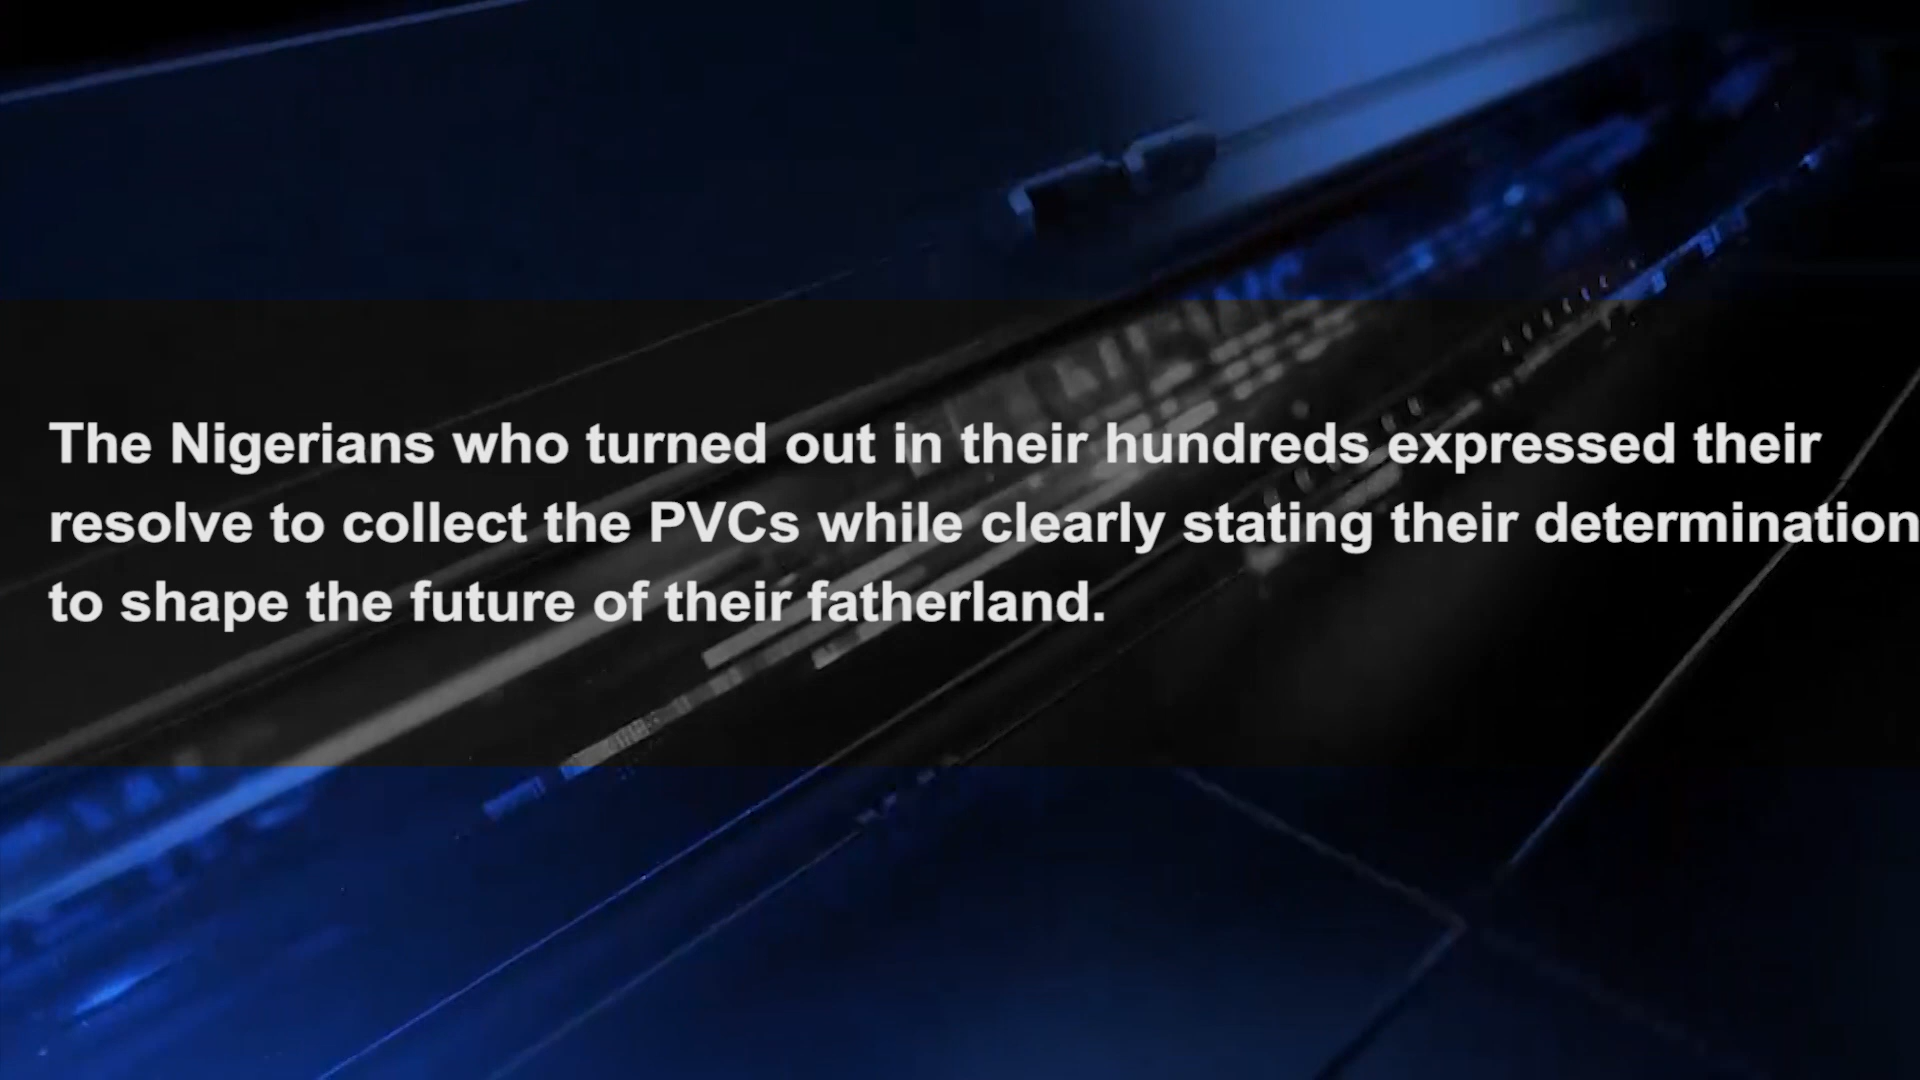 The Nigerians who turned out in their hundreds expressed their
resolve to collect the PVCs while clearly stating their determination
to shape the future of their fatherland.